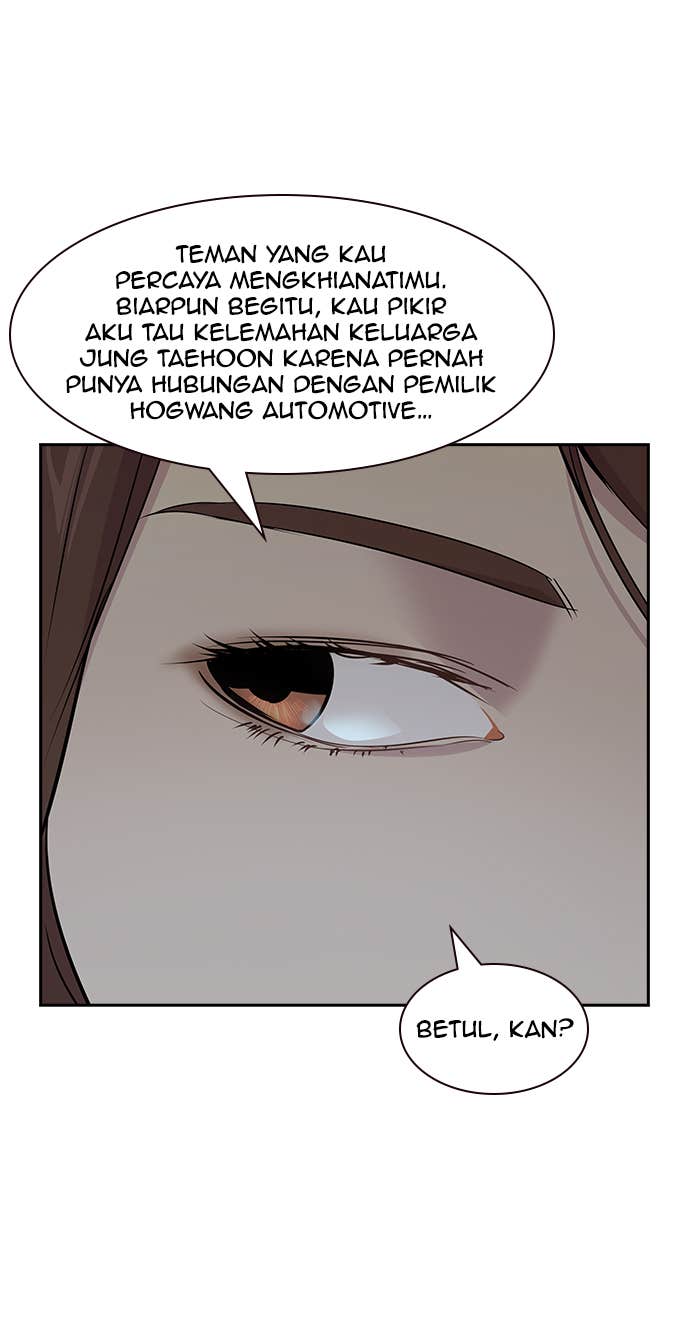 TEMAN YANG KAU
PERCAYA MENGKHIANATIMU.
BIARPUN BEGITU, KAU PIKIR
AKU TAU KELEMAHAN KELUARGA
JUNG TAEHOON KARENA PERNAH
PUNYA HUBUNGAN DENGAN PEMILIK
HOGWANG AUTOMOTIVE...
BETUL, KAN?